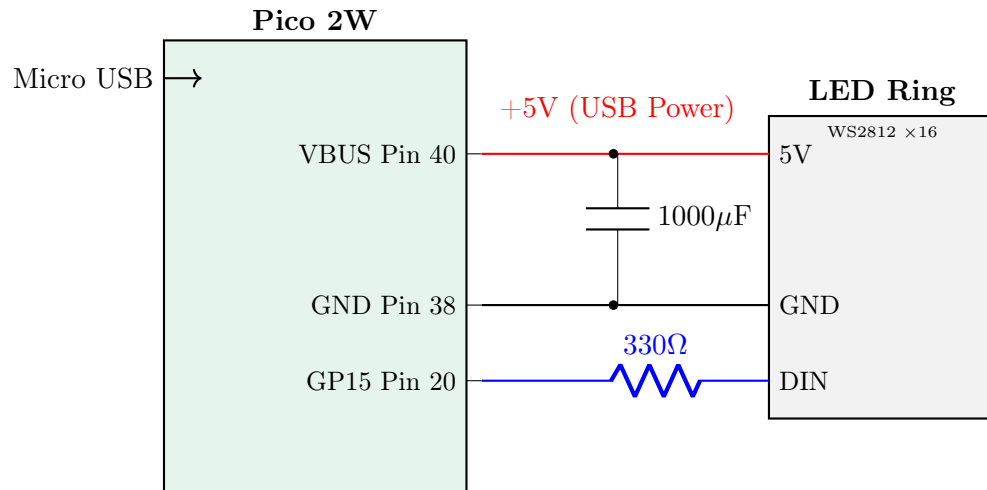 Pico 2W
Micro USB
+5V (USB Power)
LED Ring
WS2812 ×16
VBUS Pin 40
5V
1000μF
GND Pin 38
GND
330Ω
GP15 Pin 20
DIN